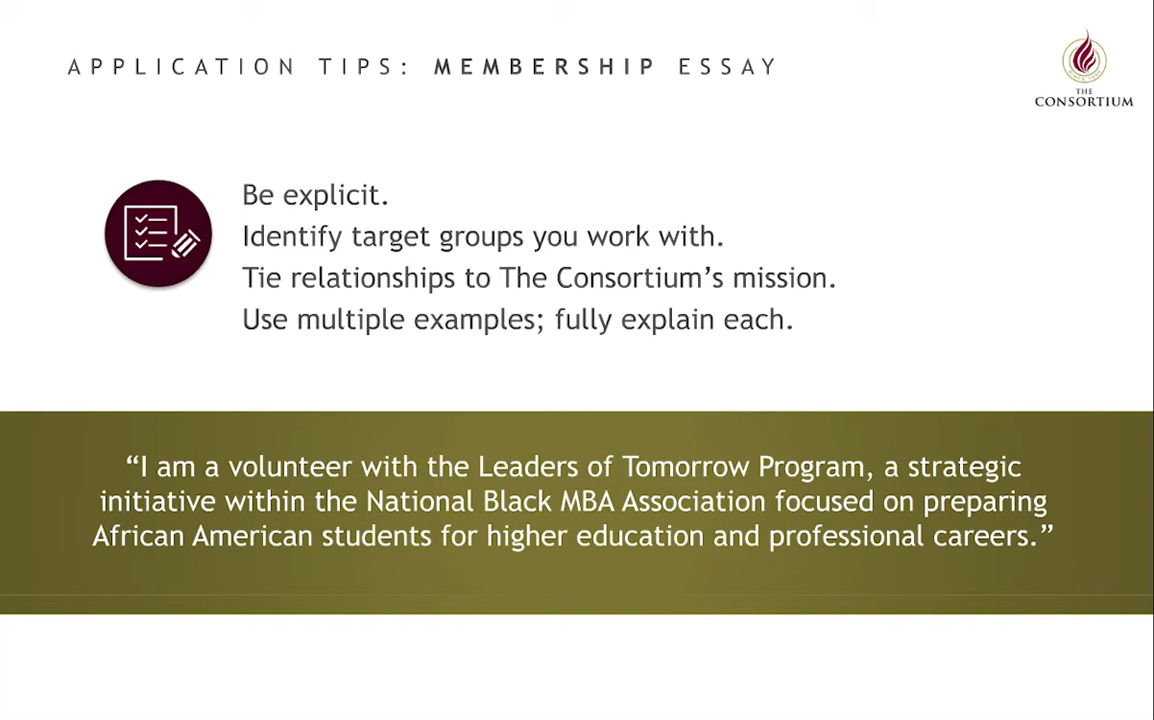 APPLICATION TIPS: MEMBERSHIP ESSAY
THE
CONSORTIUM
Be explicit.
Identify target groups you work with.
Tie relationships to The Consortium’s mission.
Use multiple examples; fully explain each.
“I am a volunteer with the Leaders of Tomorrow Program, a strategic
initiative within the National Black MBA Association focused on preparing
African American students for higher education and professional careers.”